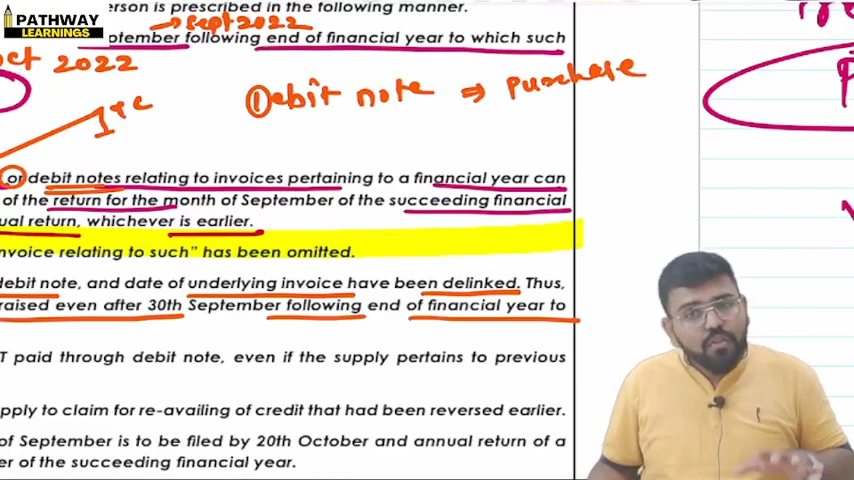 PATHWAY
LEARNINGS
erson is prescribed in the following manner.
→ Sept 2022
ptember following end of financial year to which such
Oct 2022
Debit note ⇒ Purchase
ITC
or debit notes relating to invoices pertaining to a financial year can
of the return for the month of September of the succeeding financial
ual return, whichever is earlier.
nvoice relating to such" has been omitted.
debit note, and date of underlying invoice have been delinked. Thus,
raised even after 30th September following end of financial year to
T paid through debit note, even if the supply pertains to previous
pply to claim for re-availing of credit that had been reversed earlier.
of September is to be filed by 20th October and annual return of a
er of the succeeding financial year.